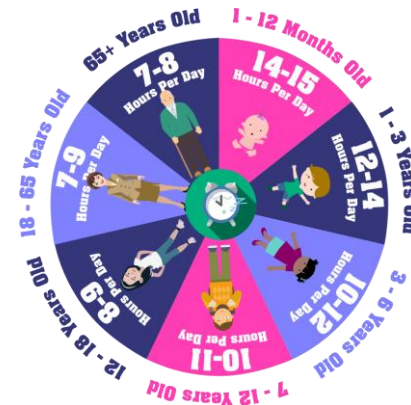 1 - 12 Months Old
14-15
Hours Per Day
1 - 3 Years Old
12-14
Hours Per Day
3 - 6 Years Old
10-12
Hours Per Day
7 - 12 Years Old
10-11
Hours Per Day
12 - 18 Years Old
8-9
Hours Per Day
18 - 65 Years Old
7-9
Hours Per Day
65+ Years Old
7-8
Hours Per Day